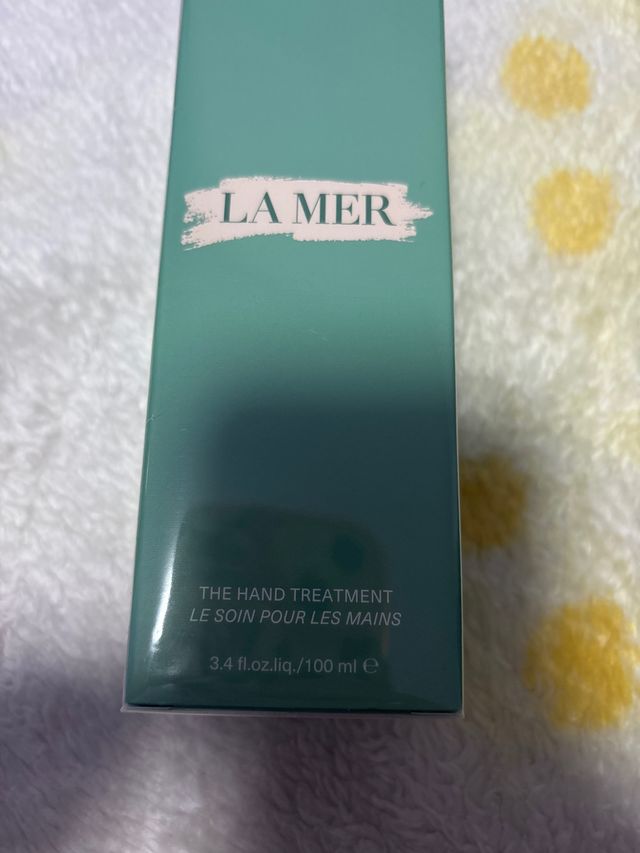 LA MER
THE HAND TREATMENT
LE SOIN POUR LES MAINS
3.4 fl.oz.liq./100 ml ℮